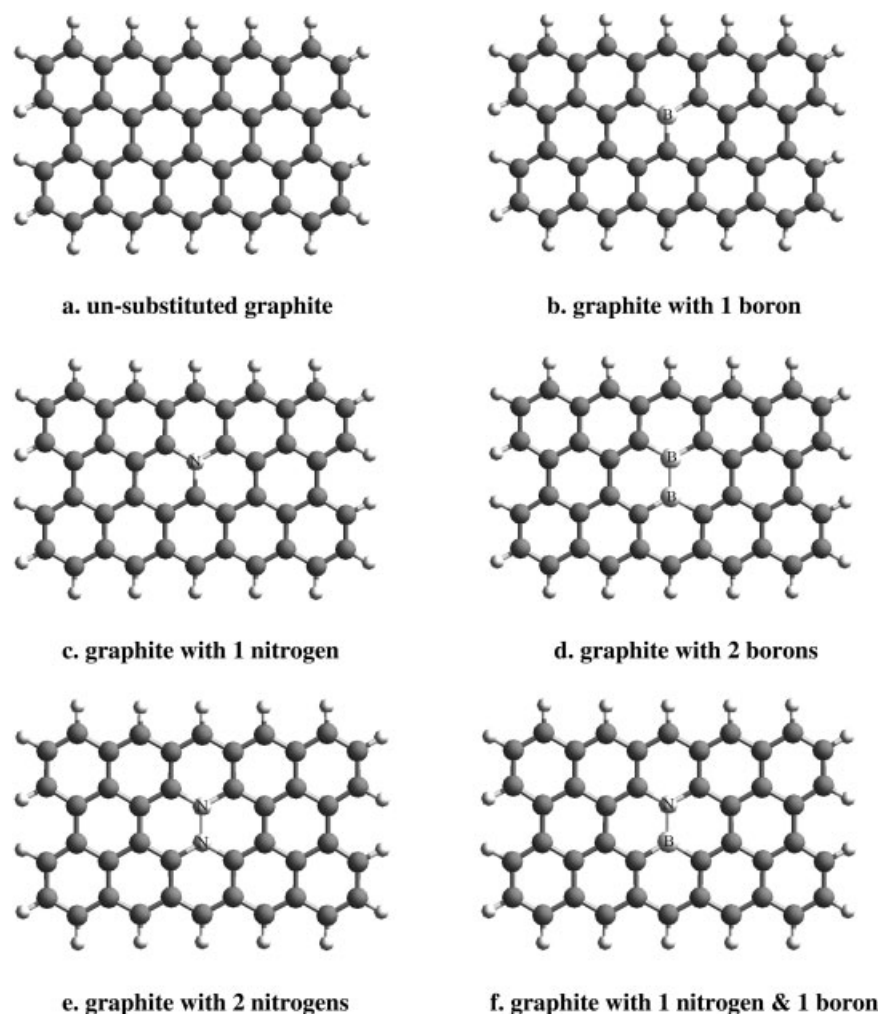 B
a. un-substituted graphite
b. graphite with 1 boron
N
B
B
c. graphite with 1 nitrogen
d. graphite with 2 borons
N
N
N
B
e. graphite with 2 nitrogens
f. graphite with 1 nitrogen & 1 boron